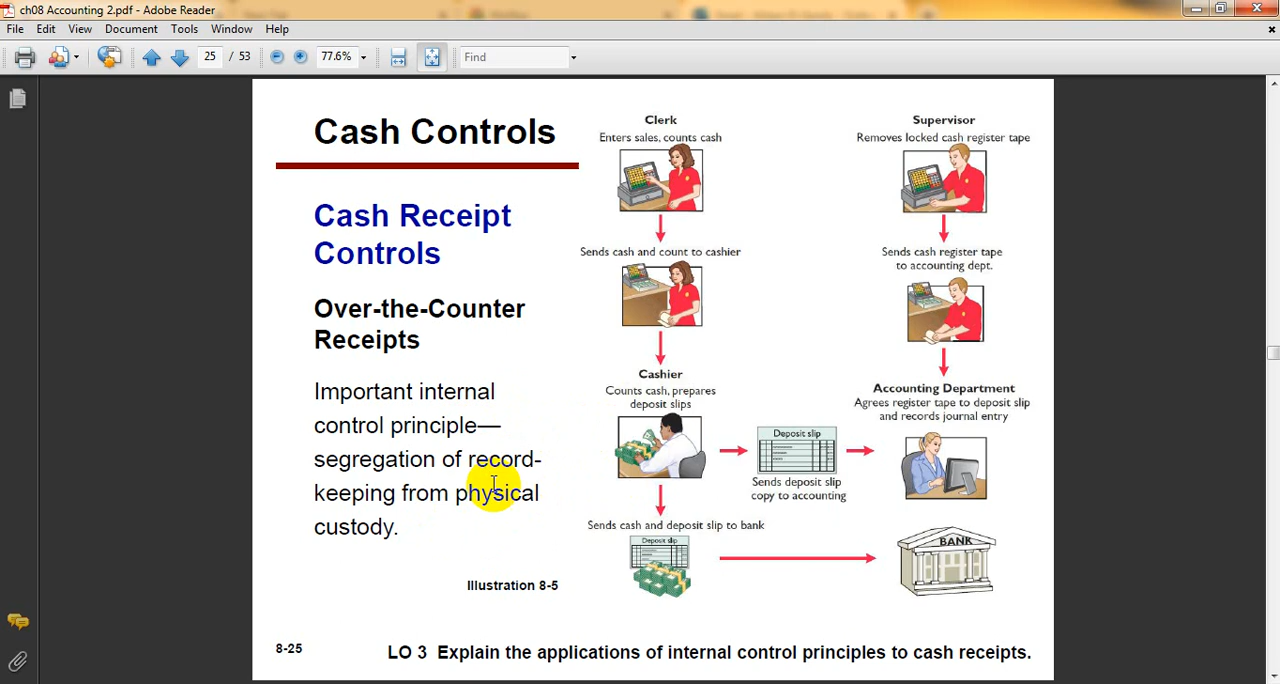 ch08 Accounting 2.pdf - Adobe Reader
File Edit View Document Tools Window Help
25 / 53 77.6% Find
Cash Controls
Cash Receipt
Controls
Over-the-Counter
Receipts
Important internal
control principle—
segregation of record-
keeping from physical
custody.
Illustration 8-5
Clerk
Enters sales, counts cash
Sends cash and count to cashier
Cashier
Counts cash, prepares
deposit slips
Deposit slip
Sends deposit slip
copy to accounting
Sends cash and deposit slip to bank
Deposit slip
Supervisor
Removes locked cash register tape
Sends cash register tape
to accounting dept.
Accounting Department
Agrees register tape to deposit slip
and records journal entry
BANK
8-25
LO 3 Explain the applications of internal control principles to cash receipts.